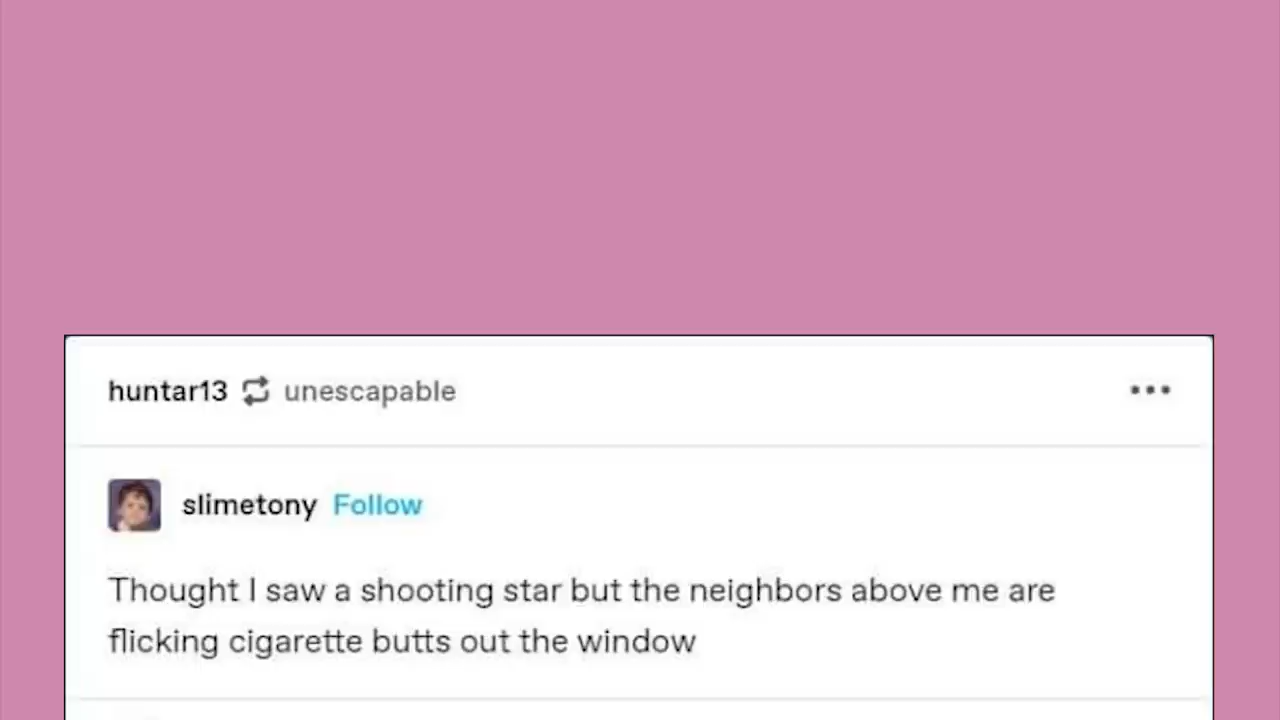 huntar13 unescapable
slimetony Follow
Thought I saw a shooting star but the neighbors above me are
flicking cigarette butts out the window